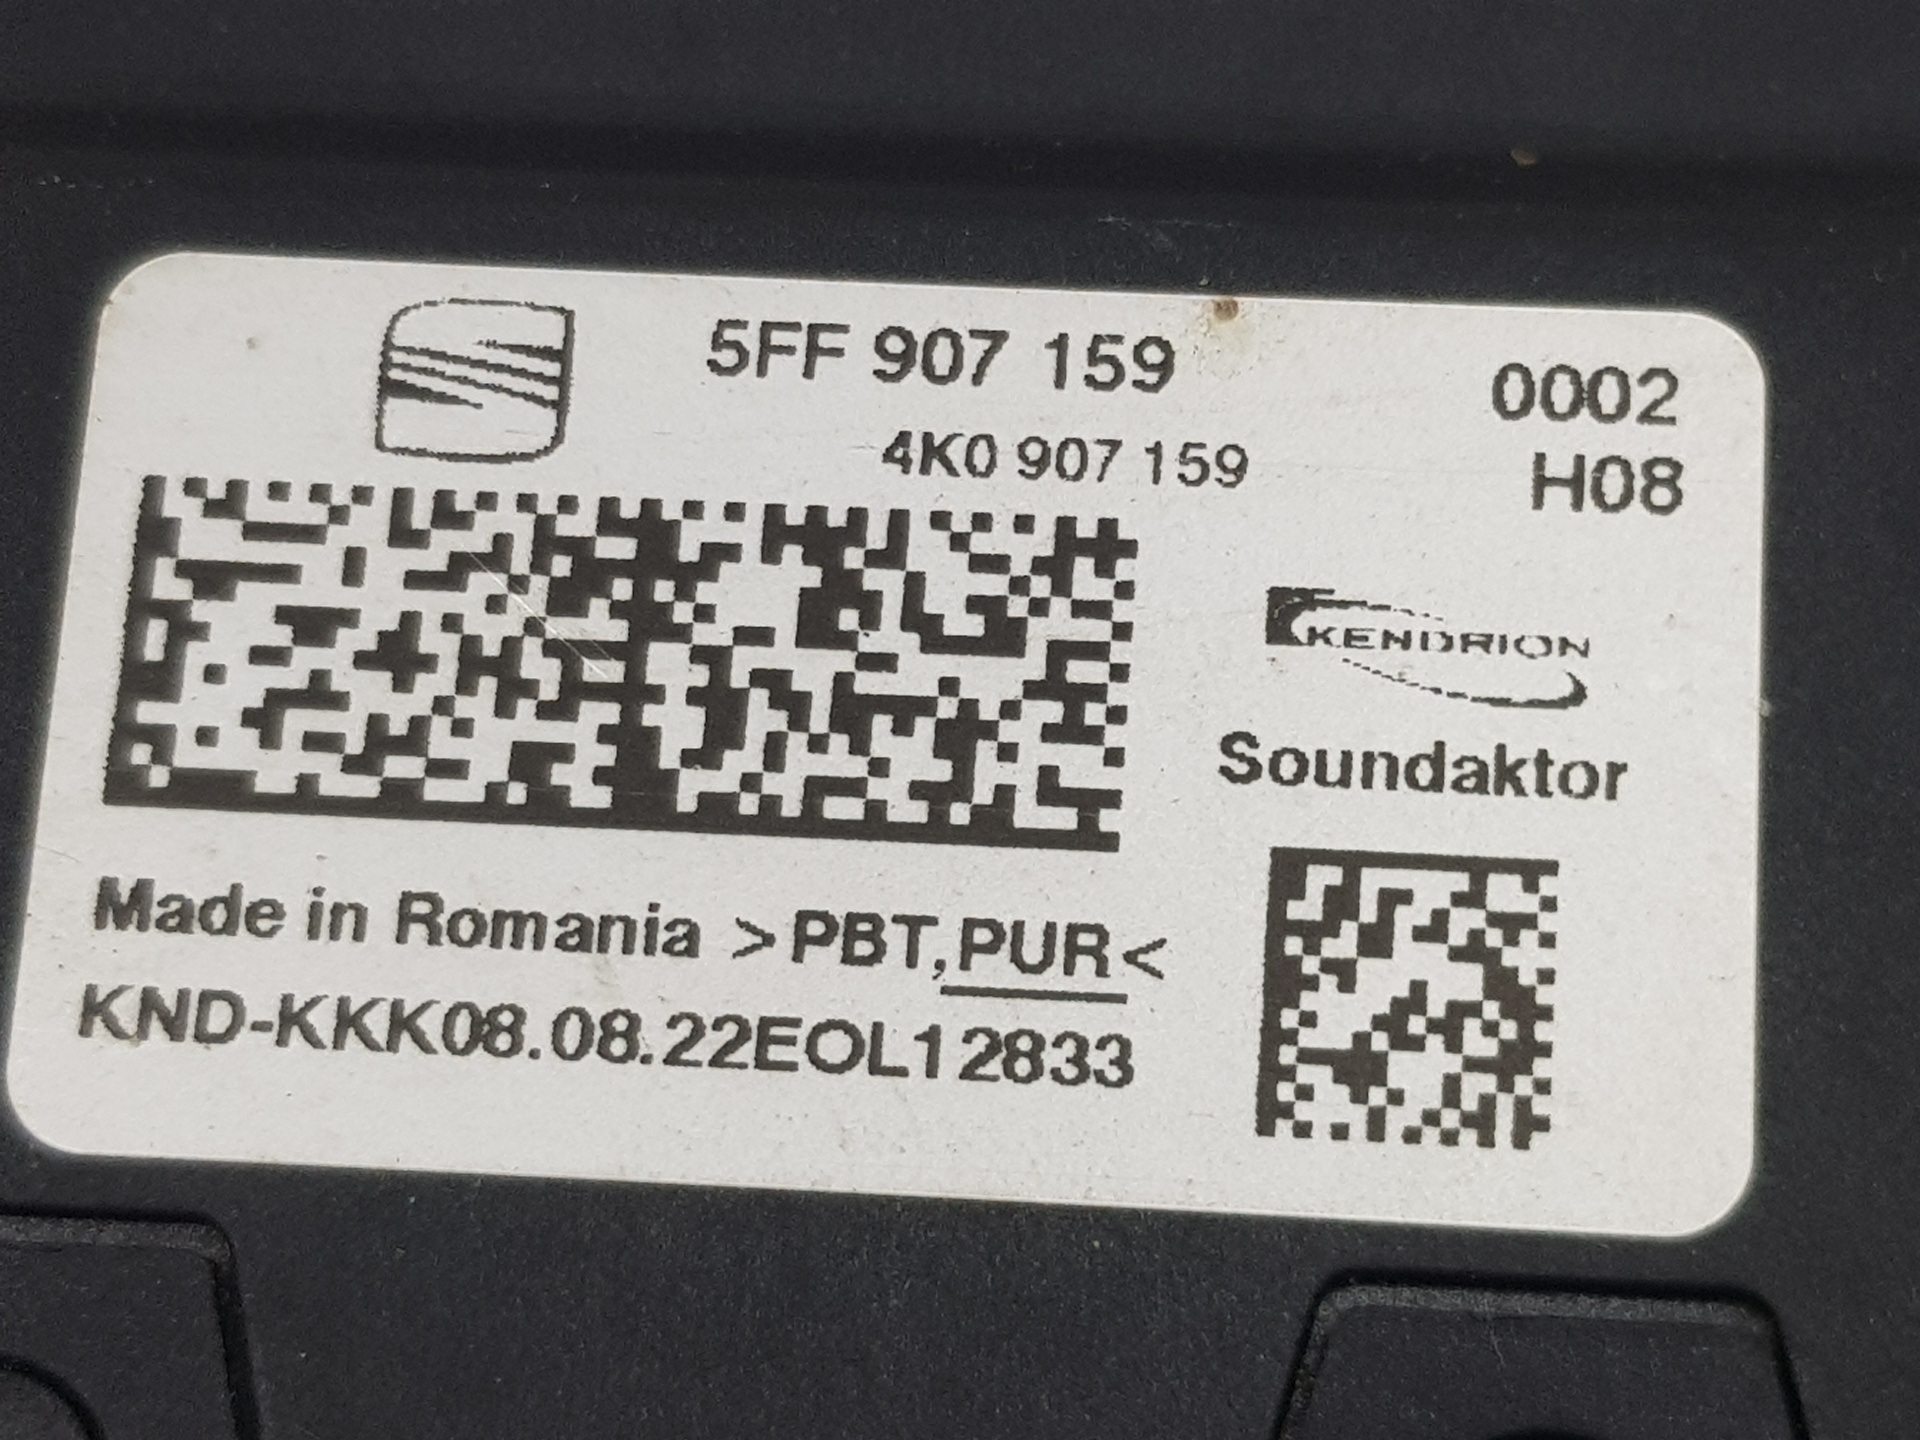 5FF 907 159
0002
4K0 907 159
H08
KENDRION
Soundaktor
Made in Romania >PBT,PUR<
KND-KKK08.08.22EOL12833